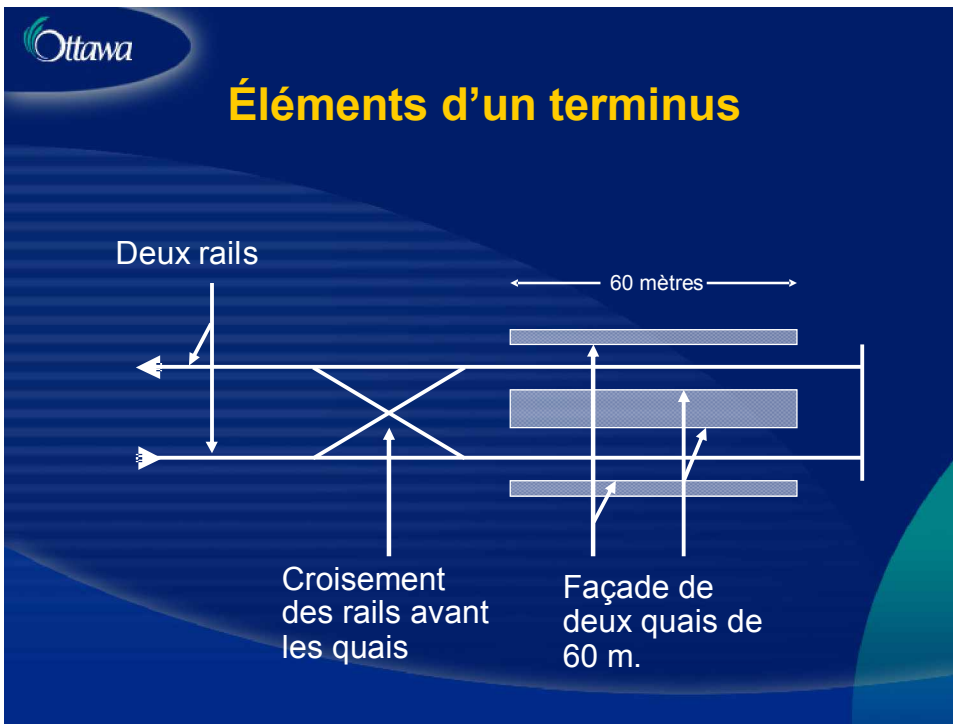 Ottawa
Éléments d’un terminus
Deux rails
60 mètres
Croisement
des rails avant
les quais
Façade de
deux quais de
60 m.